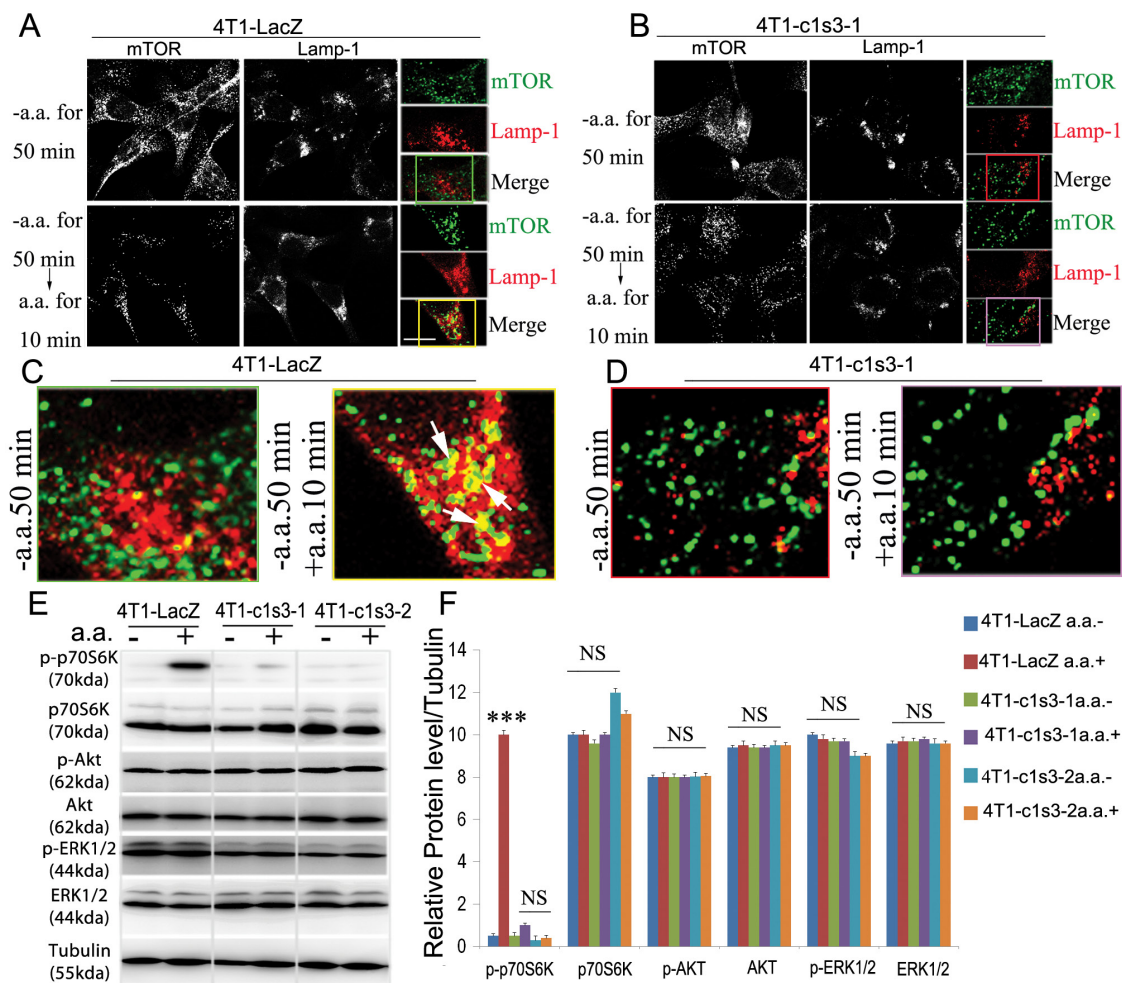 A
4T1-LacZ
mTOR
Lamp-1
-a.a. for
50 min
mTOR
Lamp-1
Merge
-a.a. for
50 min
a.a. for
10 min
mTOR
Lamp-1
Merge
B
4T1-c1s3-1
mTOR
Lamp-1
-a.a. for
50 min
mTOR
Lamp-1
Merge
-a.a. for
50 min
a.a. for
10 min
mTOR
Lamp-1
Merge
C
4T1-LacZ
-a.a.50 min
-a.a.50 min
+a.a.10 min
D
4T1-c1s3-1
-a.a.50 min
-a.a.50 min
+a.a.10 min
E
4T1-LacZ 4T1-c1s3-1 4T1-c1s3-2
a.a. - + - + - +
p-p70S6K
(70kda)
p70S6K
(70kda)
p-Akt
(62kda)
Akt
(62kda)
p-ERK1/2
(44kda)
ERK1/2
(44kda)
Tubulin
(55kda)
F
Relative Protein level/Tubulin
16
14
12
10
8
6
4
2
0
***
NS
NS
NS
NS
NS
NS
p-p70S6K
p70S6K
p-AKT
AKT
p-ERK1/2
ERK1/2
4T1-LacZ a.a.-
4T1-LacZ a.a.+
4T1-c1s3-1a.a.-
4T1-c1s3-1a.a.+
4T1-c1s3-2a.a.-
4T1-c1s3-2a.a.+